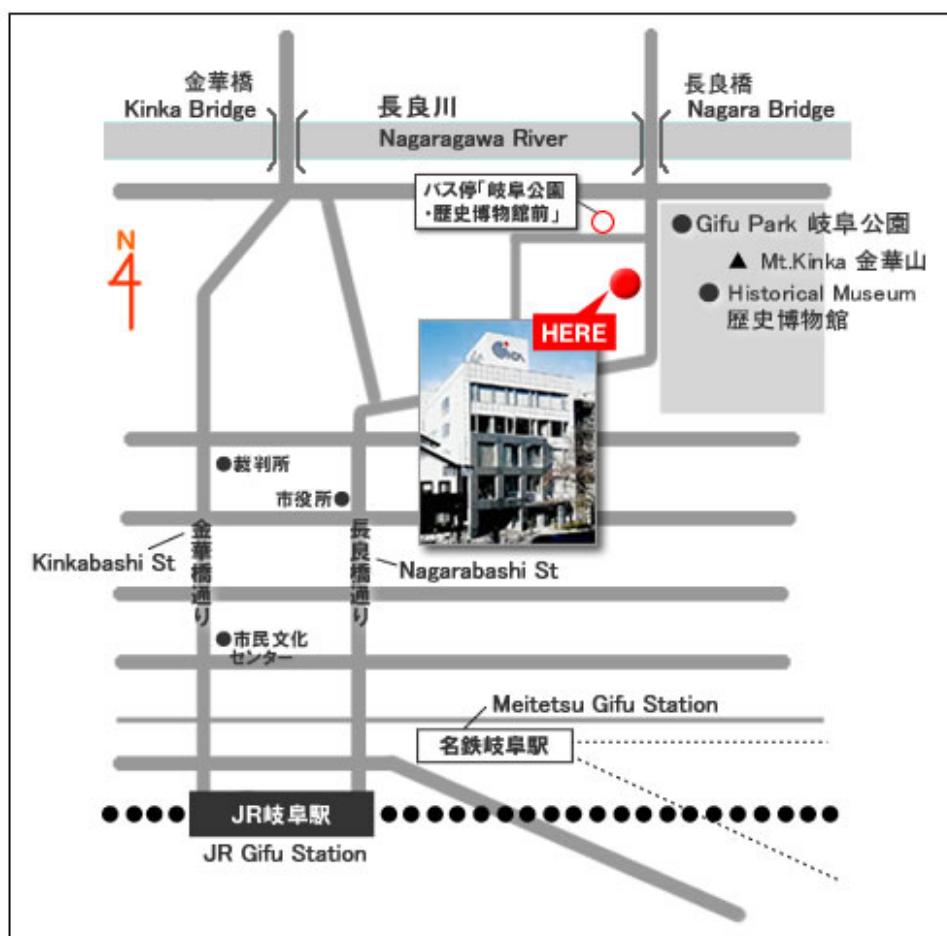 金華橋
Kinka Bridge
長良川
Nagaragawa River
長良橋
Nagara Bridge
バス停「岐阜公園
・歴史博物館前」
N
Gifu Park 岐阜公園
Mt.Kinka 金華山
Historical Museum
歴史博物館
HERE
裁判所
市役所
金華橋通り
Kinkabashi St
長良橋通り
Nagarabashi St
市民文化
センター
Meitetsu Gifu Station
名鉄岐阜駅
JR岐阜駅
JR Gifu Station